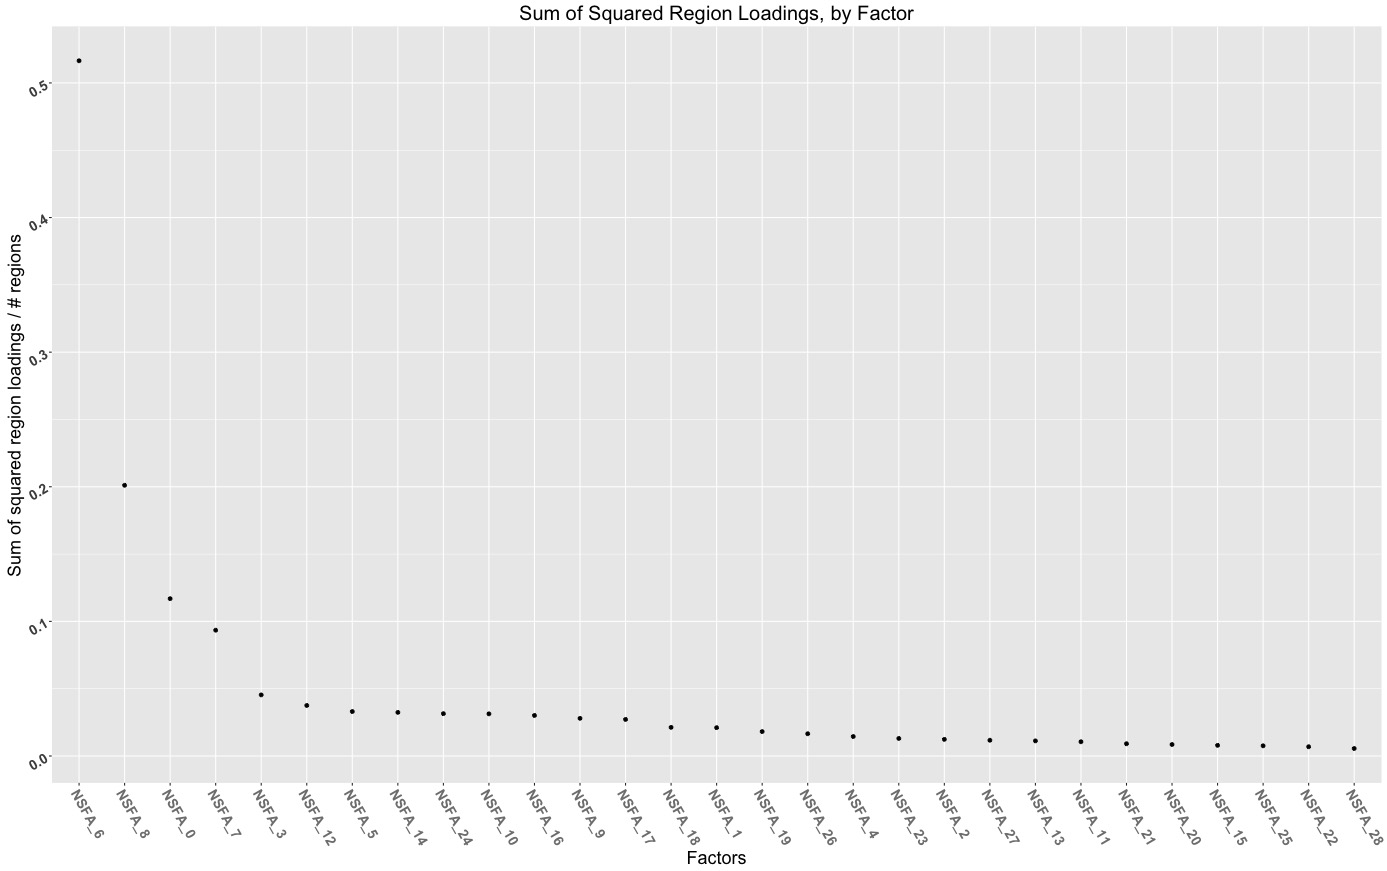 Sum of Squared Region Loadings, by Factor
Sum of squared region loadings / # regions
0.5
0.4
0.3
0.2
0.1
0.0
NSFA_6
NSFA_8
NSFA_0
NSFA_7
NSFA_3
NSFA_12
NSFA_5
NSFA_14
NSFA_24
NSFA_10
NSFA_16
NSFA_9
NSFA_17
NSFA_18
NSFA_1
NSFA_19
NSFA_26
NSFA_4
NSFA_23
NSFA_2
NSFA_27
NSFA_13
NSFA_11
NSFA_21
NSFA_20
NSFA_15
NSFA_25
NSFA_22
NSFA_28
Factors